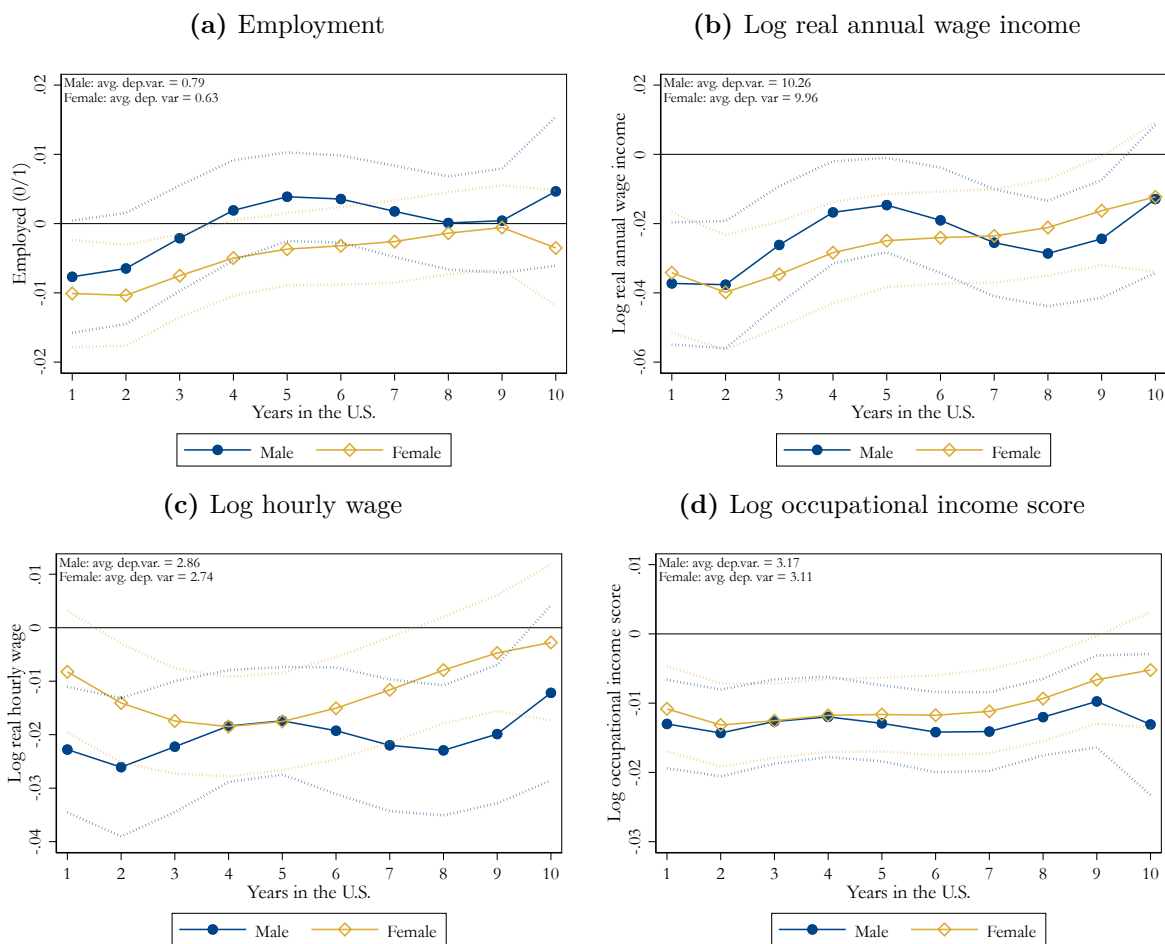 (a) Employment
Male: avg. dep.var. = 0.79
Female: avg. dep. var = 0.63
Employed (0/1)
.02
.01
0
-.01
-.02
1 2 3 4 5 6 7 8 9 10
Years in the U.S.
Male Female
(b) Log real annual wage income
Male: avg. dep.var. = 10.26
Female: avg. dep. var = 9.96
Log real annual wage income
.02
0
-.02
-.04
-.06
1 2 3 4 5 6 7 8 9 10
Years in the U.S.
Male Female
(c) Log hourly wage
Male: avg. dep.var. = 2.86
Female: avg. dep. var = 2.74
Log real hourly wage
.01
0
-.01
-.02
-.03
-.04
1 2 3 4 5 6 7 8 9 10
Years in the U.S.
Male Female
(d) Log occupational income score
Male: avg. dep.var. = 3.17
Female: avg. dep. var = 3.11
Log occupational income score
.01
0
-.01
-.02
-.03
1 2 3 4 5 6 7 8 9 10
Years in the U.S.
Male Female